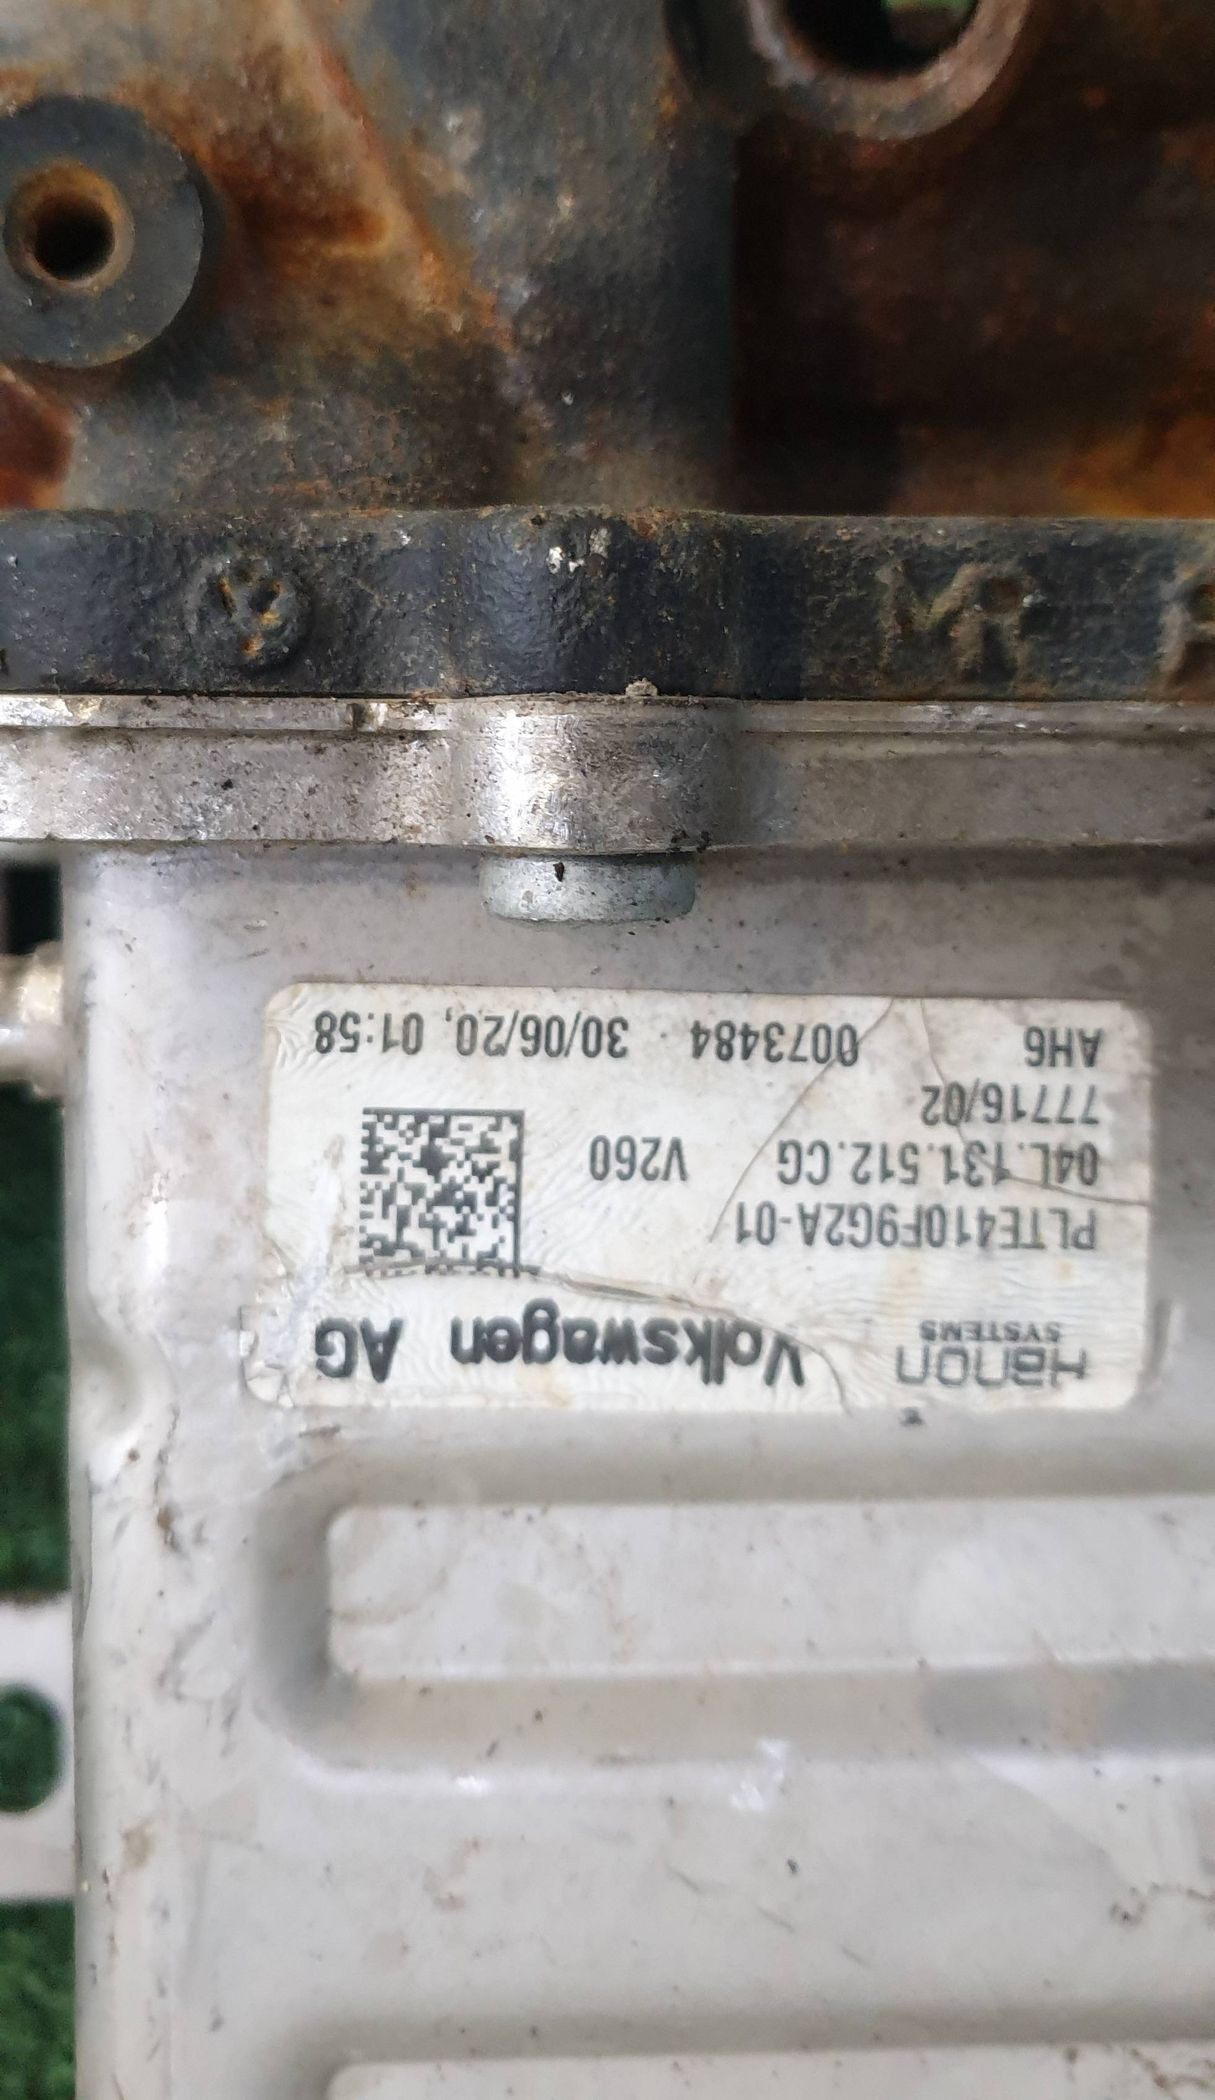 Hanon
SYSTEMS
Volkswagen AG
PLTE410F9G2A-01
04L.131.512.CG V260
77716/02
AH6 0073484 · 30/06/20, 01:58